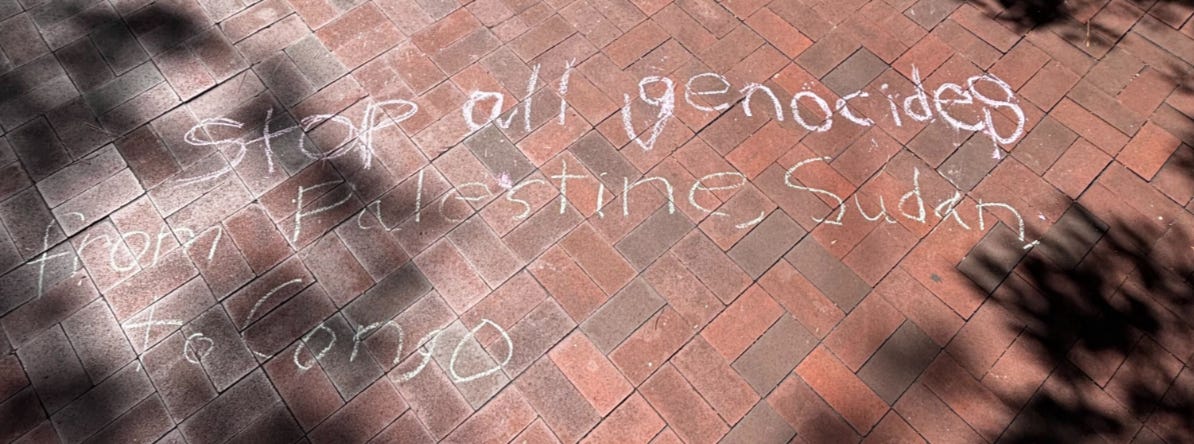 Stop all genocides
from Palestine, Sudan,
to Congo